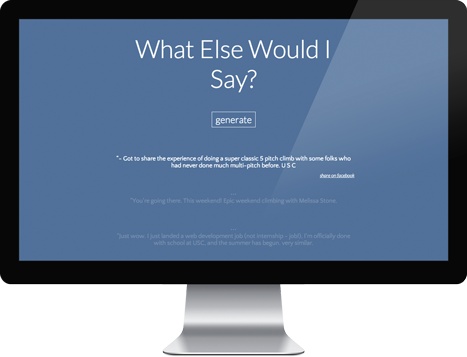 What Else Would I
Say?
generate
"- Got to share the experience of doing a super classic 5 pitch climb with some folks who
had never done much multi-pitch before. U S C
share on facebook
"You're going there. This weekend! Epic weekend climbing with Melissa Stone
"Just wow. I just landed a web development job (not internship - job!). I'm officially done
with school at USC, and the summer has begun, very similar